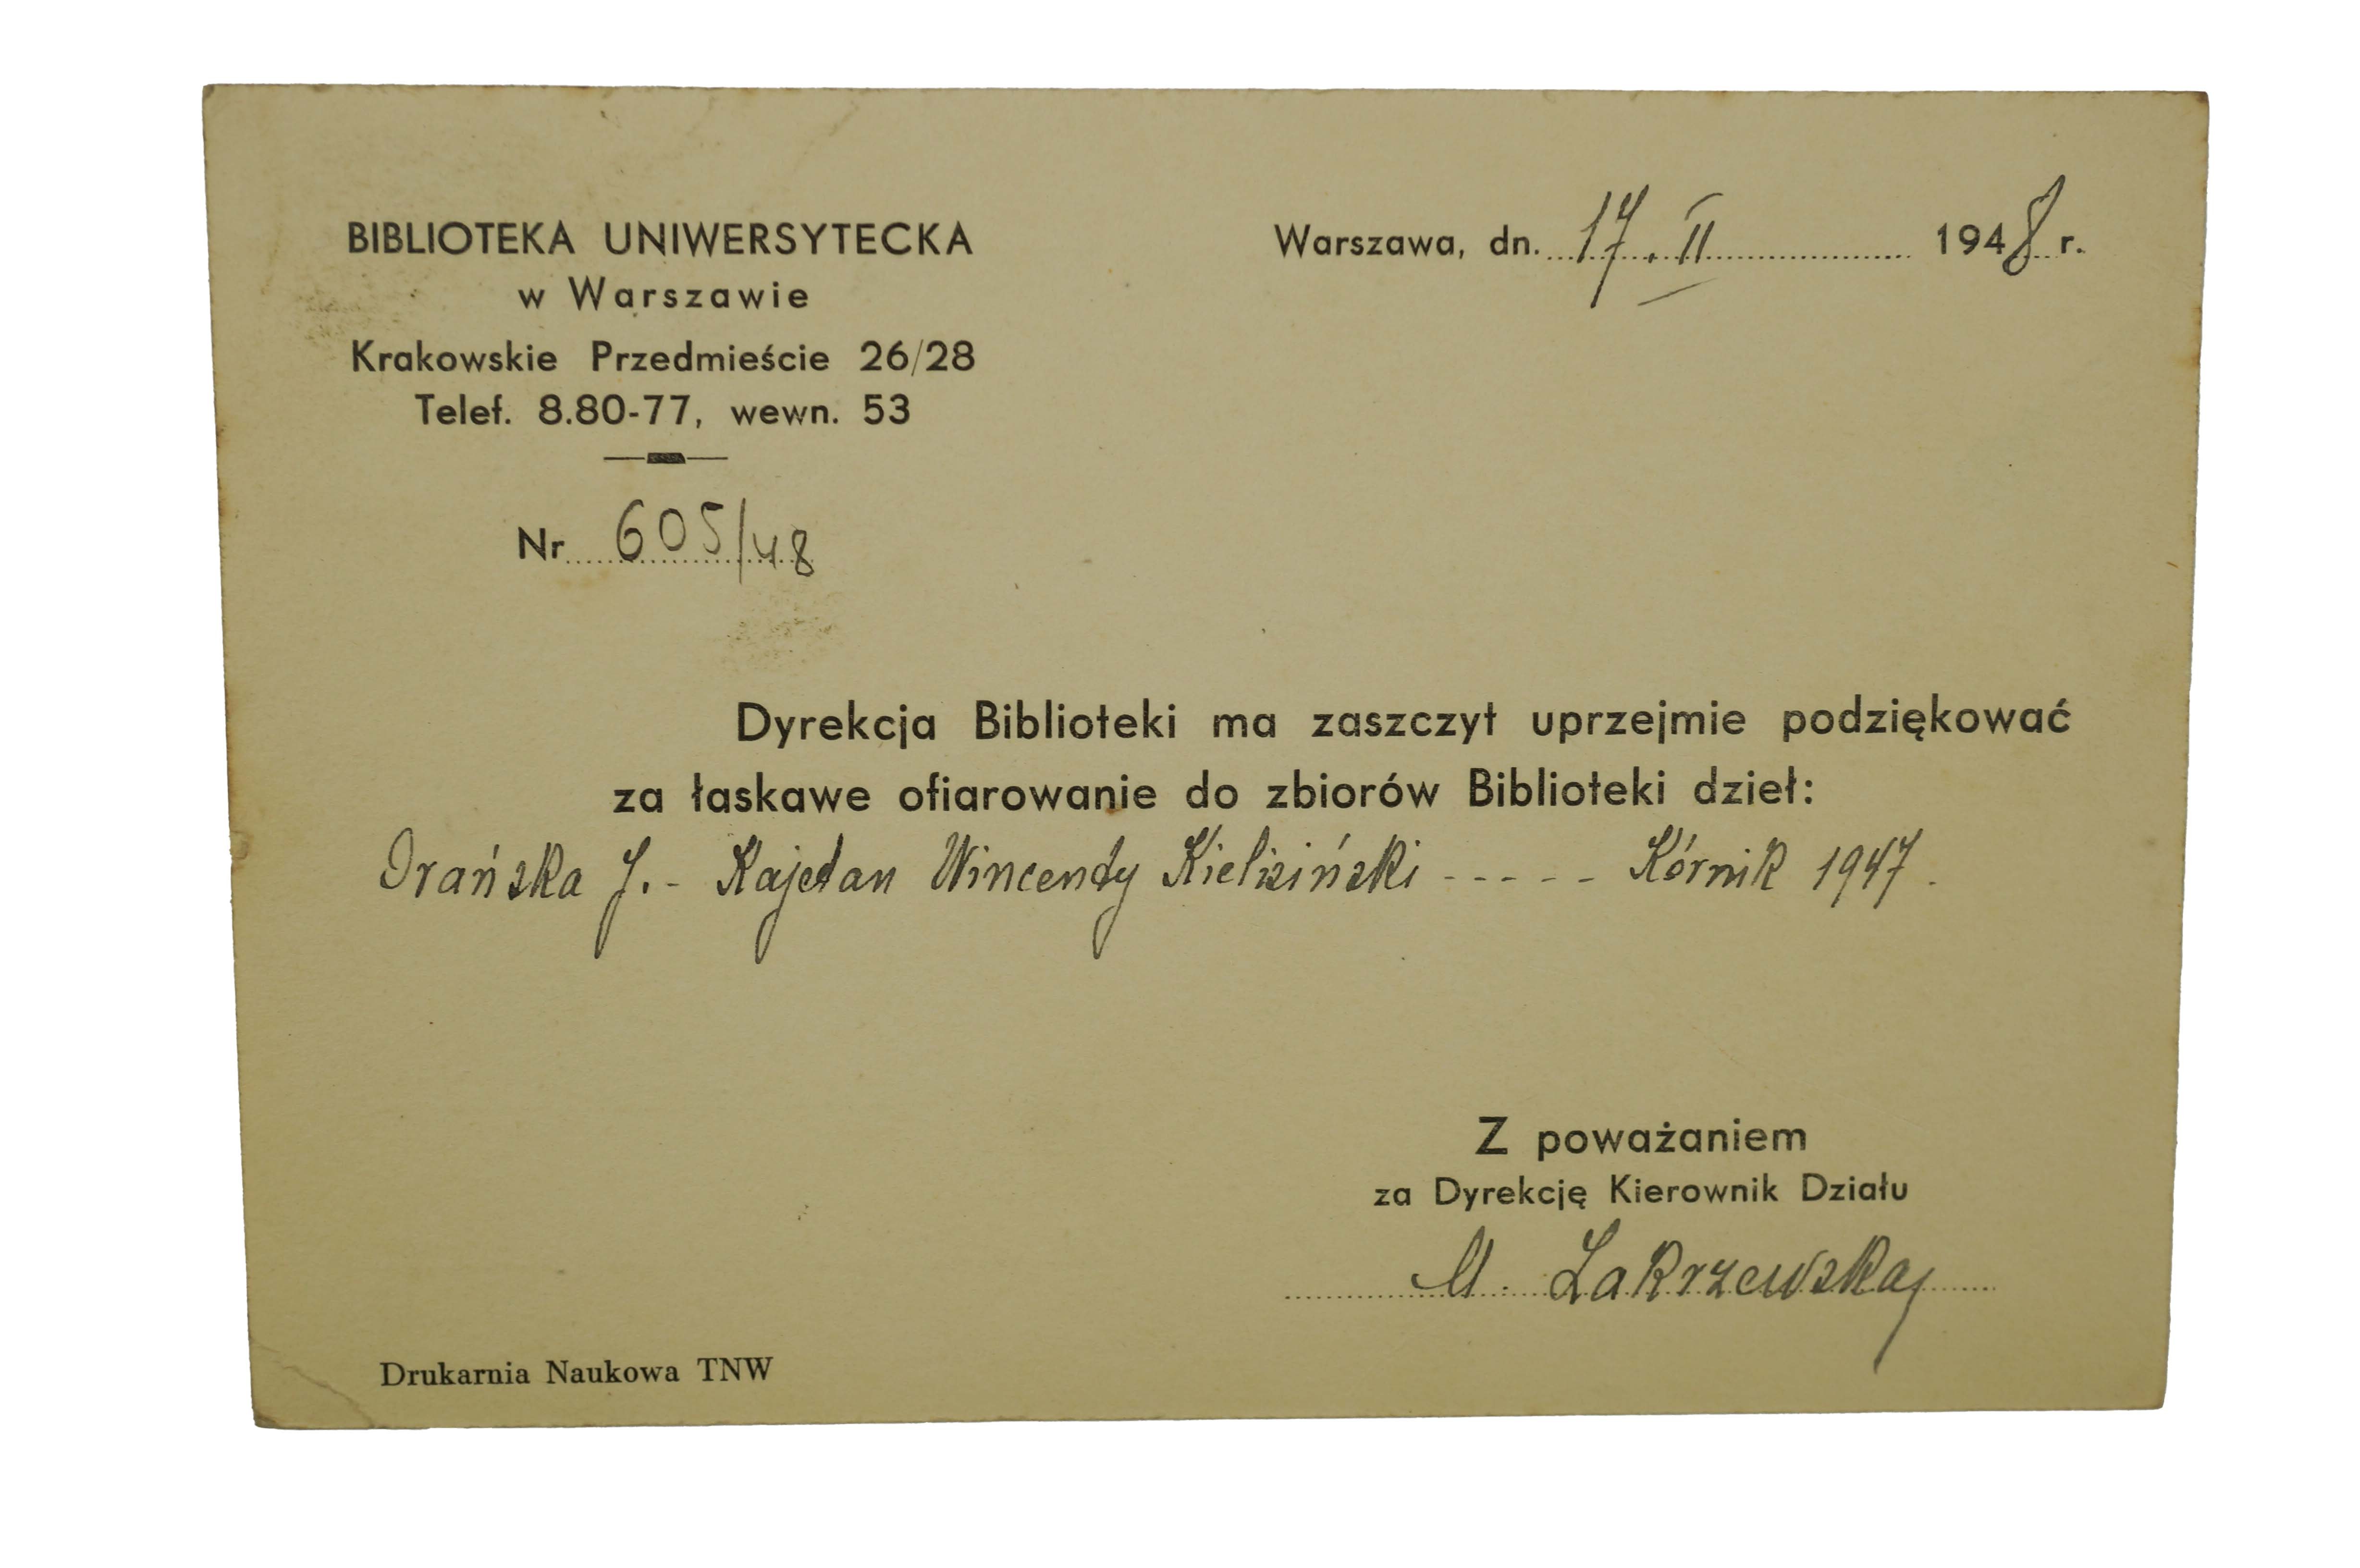 BIBLIOTEKA UNIWERSYTECKA
w Warszawie
Krakowskie Przedmieście 26/28
Telef. 8.80-77, wewn. 53
Nr 605/48
Warszawa, dn. 17. II 1948 r.
Dyrekcja Biblioteki ma zaszczyt uprzejmie podziękować
za łaskawe ofiarowanie do zbiorów Biblioteki dzieł:
Orańska J. - Kajetan Wincenty Kielisiński - - - - - Kórnik 1947.
Z poważaniem
za Dyrekcję Kierownik Działu
M. Zakrzewska
Drukarnia Naukowa TNW